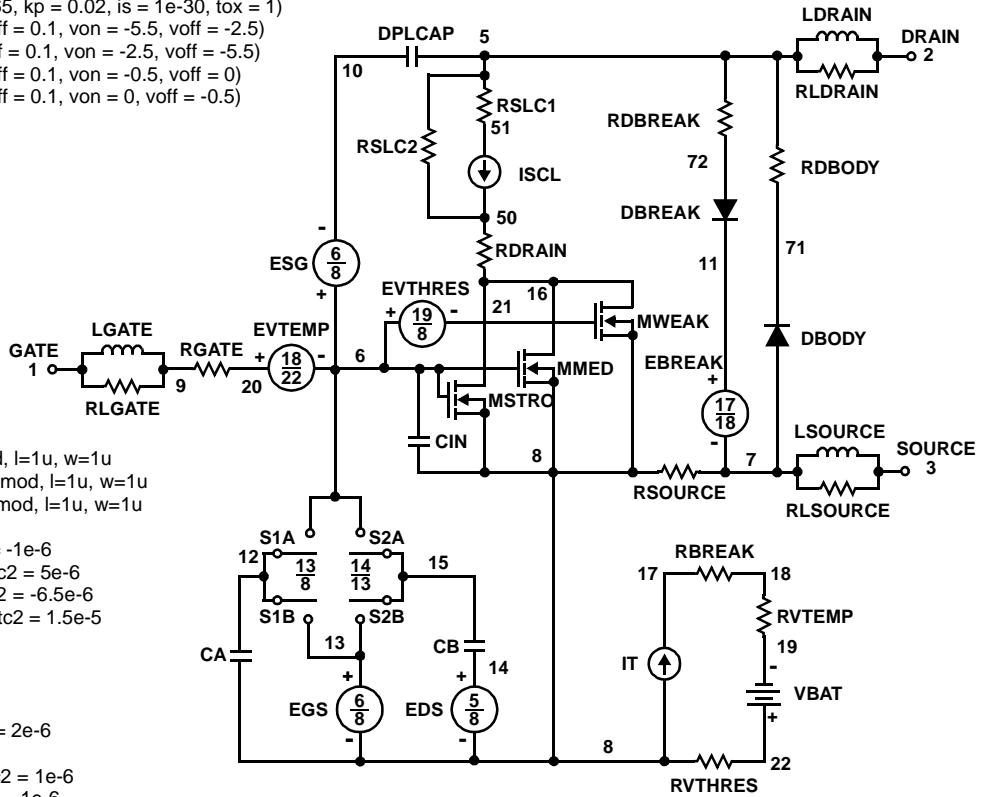 65, kp = 0.02, is = 1e-30, tox = 1)
ff = 0.1, von = -5.5, voff = -2.5)
f = 0.1, von = -2.5, voff = -5.5)
ff = 0.1, von = -0.5, voff = 0)
ff = 0.1, von = 0, voff = -0.5)
DPLCAP
5
10
LDRAIN
DRAIN
2
RLDRAIN
RSLC1
51
RSLC2
ISCL
50
RDBREAK
72
RDBODY
DBREAK
71
11
RDRAIN
-
ESG
6
8
+
EVTHRES
+
19
8
-
16
21
MWEAK
DBODY
EBREAK
+
17
18
-
LGATE
GATE
1
RLGATE
RGATE
9
EVTEMP
+
18
22
-
20
6
MMED
MSTRO
CIN
8
LSOURCE
SOURCE
7
3
RSOURCE
RLSOURCE
d, l=1u, w=1u
mod, l=1u, w=1u
mod, l=1u, w=1u
= -1e-6
c2 = 5e-6
2 = -6.5e-6
tc2 = 1.5e-5
= 2e-6
c2 = 1e-6
S1A
S2A
12
13
8
14
13
15
S1B
S2B
13
CA
CB
14
+
EGS
6
8
-
+
EDS
5
8
-
RBREAK
17
18
RVTEMP
19
IT
-
VBAT
+
8
22
RVTHRES